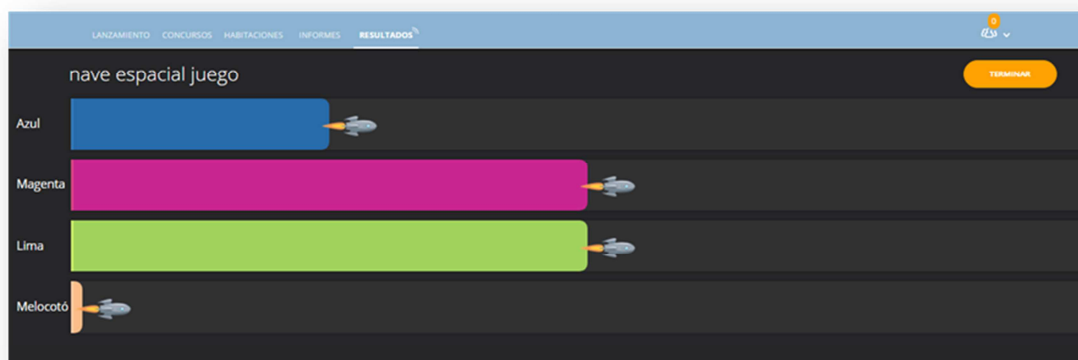 0
LANZAMIENTO CONCURSOS HABITACIONES INFORMES RESULTADOS
nave espacial juego
TERMINAR
Azul
Magenta
Lima
Melocotó